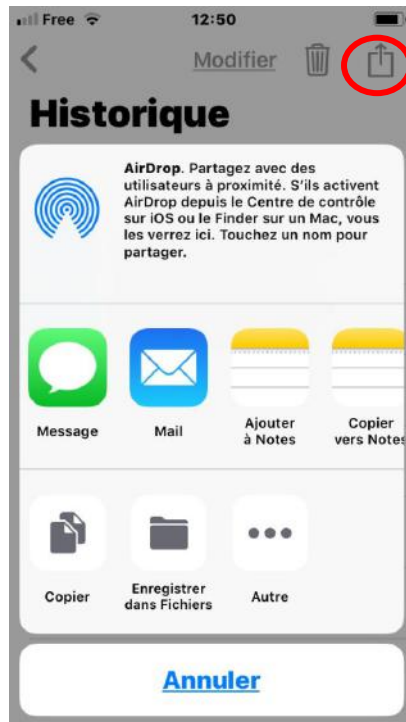 Free 12:50
Modifier
Historique
AirDrop. Partagez avec des
utilisateurs à proximité. S'ils activent
AirDrop depuis le Centre de contrôle
sur iOS ou le Finder sur un Mac, vous
les verrez ici. Touchez un nom pour
partager.
Message
Mail
Ajouter
à Notes
Copier
vers Notes
Copier
Enregistrer
dans Fichiers
Autre
Annuler